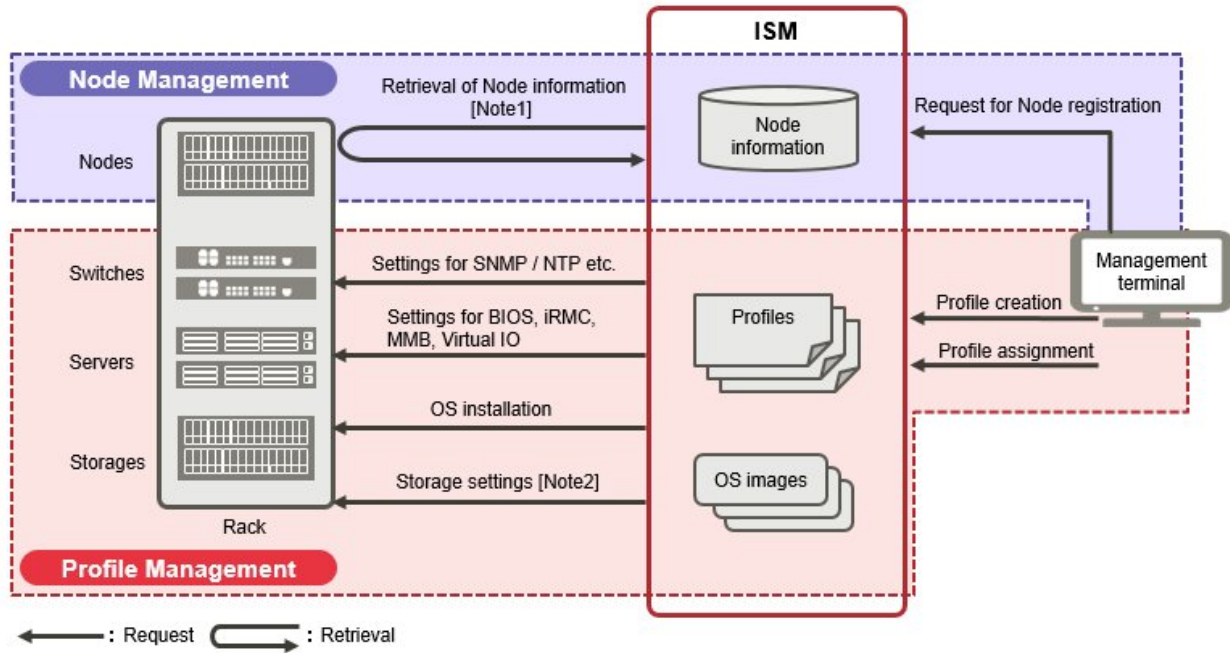 ISM
Node Management
Retrieval of Node information
[Note1]
Request for Node registration
Node
information
Nodes
Switches
Settings for SNMP / NTP etc.
Management
terminal
Settings for BIOS, iRMC,
MMB, Virtual IO
Profiles
Profile creation
Profile assignment
Servers
OS installation
Storages
Storage settings [Note2]
OS images
Rack
Profile Management
: Request
: Retrieval